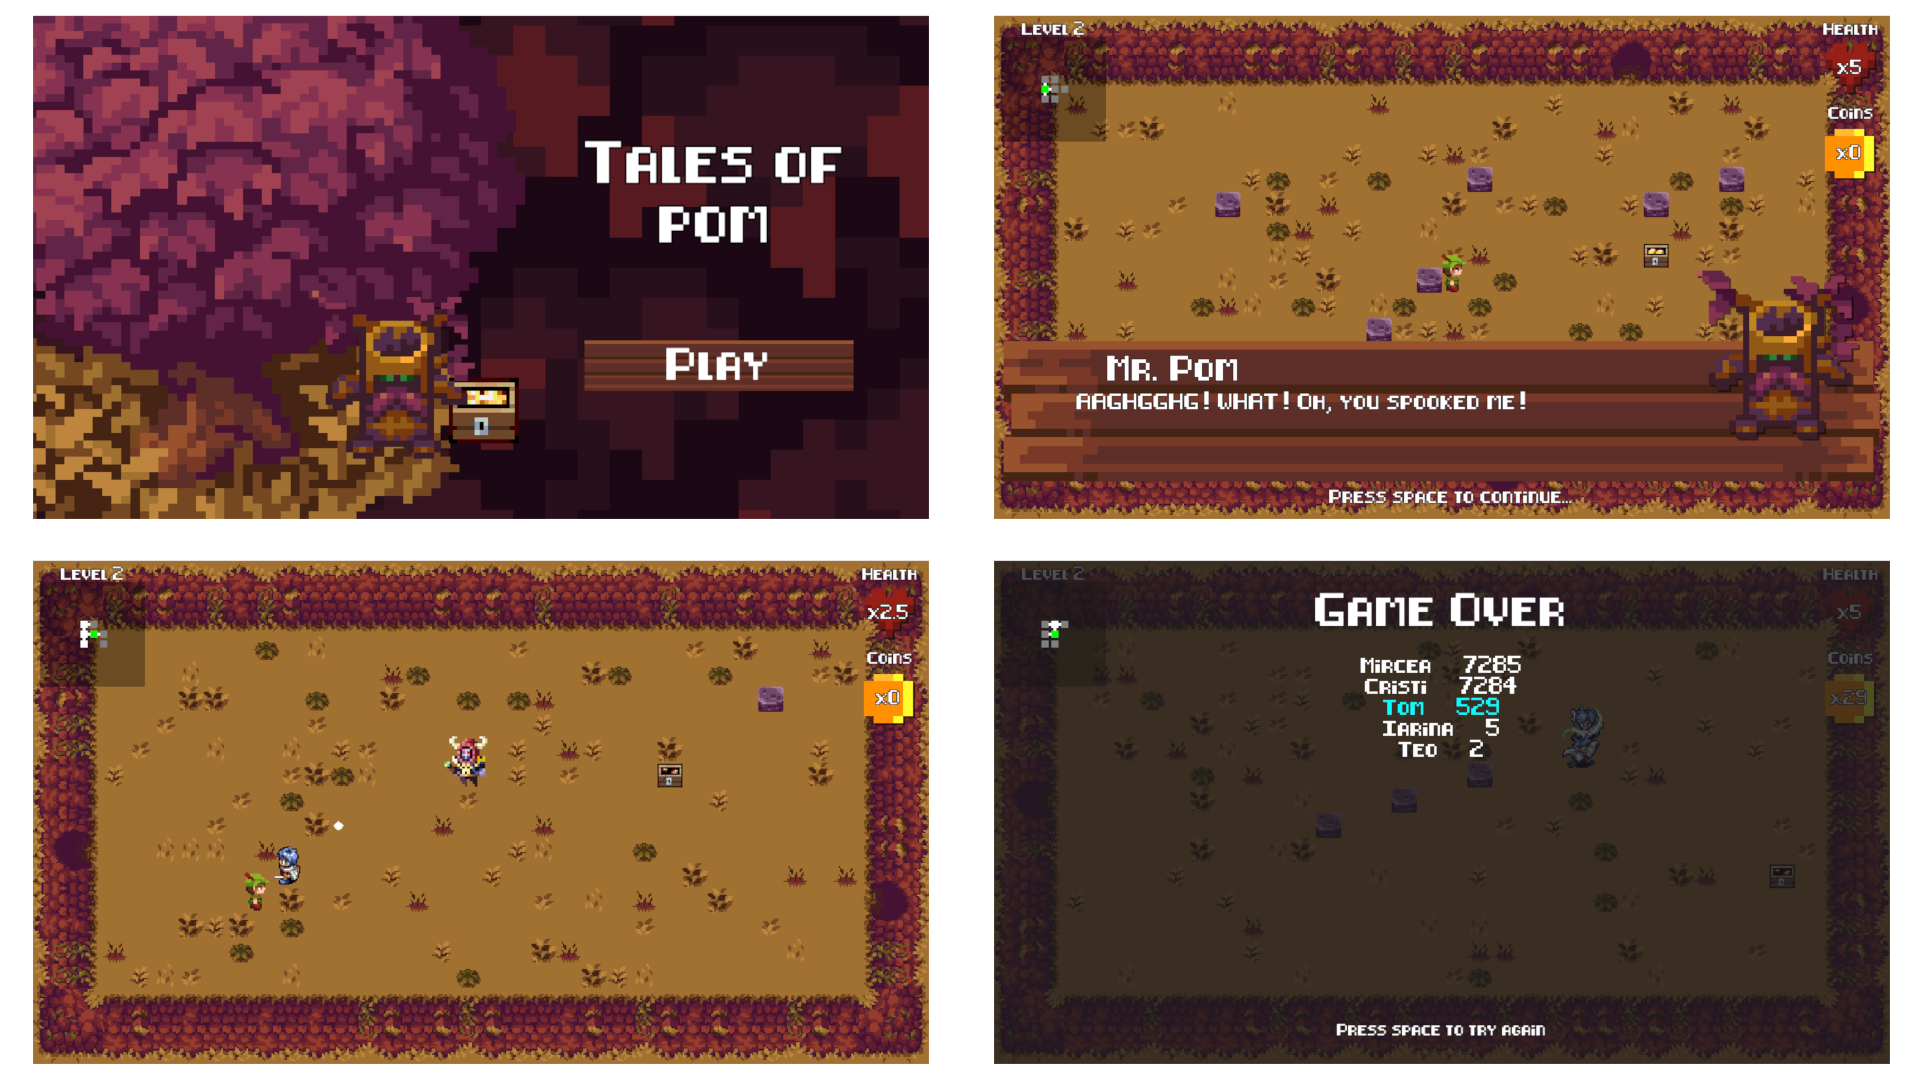 TALES OF
POM
PLAY
LEVEL 2
HEALTH
x5
COINS
x0
MR. POM
AAGHGGHG! WHAT! OH, YOU SPOOKED ME!
PRESS SPACE TO CONTINUE...
LEVEL 2
HEALTH
x2.5
COINS
x0
LEVEL 2
HEALTH
GAME OVER
x5
MIRCEA 7285
COINS
CRISTI 7284
x29
TOM 529
IARINA 5
TEO 2
PRESS SPACE TO TRY AGAIN